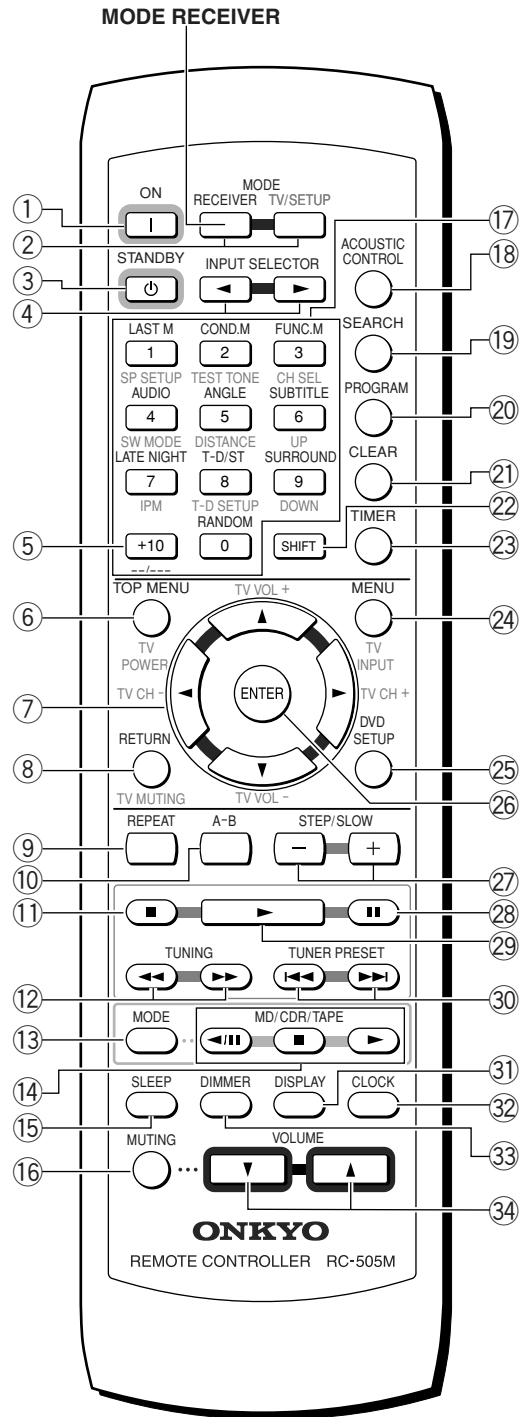 MODE RECEIVER
ON
MODE
RECEIVER TV/SETUP
① ⑰
② ACOUSTIC CONTROL ⑱
STANDBY INPUT SELECTOR
③
④ SEARCH ⑲
LAST M COND.M FUNC.M
1 2 3
SP SETUP TEST TONE CH SEL
AUDIO ANGLE SUBTITLE PROGRAM ⑳
4 5 6
SW MODE DISTANCE UP
LATE NIGHT T-D/ST SURROUND CLEAR ㉑
7 8 9
IPM T-D SETUP DOWN ㉒
RANDOM TIMER
⑤ +10 0 SHIFT ㉓
--/---
TOP MENU TV VOL + MENU
⑥ ㉔
TV POWER TV INPUT
TV CH - ENTER TV CH +
⑦
RETURN DVD SETUP
⑧ ㉕
TV MUTING TV VOL - ㉖
REPEAT A-B STEP/SLOW
⑨ − +
⑩ ㉗
⑪ ㉘
㉙
TUNING TUNER PRESET
⑫ ㉚
MODE MD/CDR/TAPE
⑬
⑭ ㉛
SLEEP DIMMER DISPLAY CLOCK
⑮ ㉜
MUTING VOLUME
⑯ ㉝
㉞
ONKYO
REMOTE CONTROLLER RC-505M